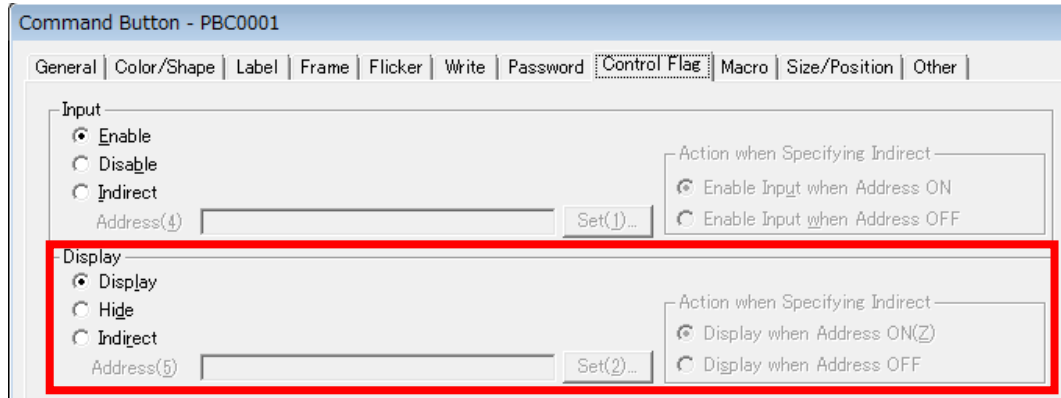 Command Button - PBC0001
General Color/Shape Label Frame Flicker Write Password Control Flag Macro Size/Position Other
Input
Enable
Disable
Indirect
Address(4) Set(1)...
Action when Specifying Indirect
Enable Input when Address ON
Enable Input when Address OFF
Display
Display
Hide
Indirect
Address(5) Set(2)...
Action when Specifying Indirect
Display when Address ON(Z)
Display when Address OFF